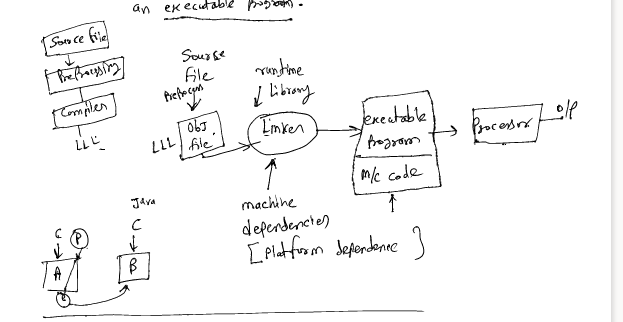 an executable program.
Source file
PreProcessing
Compiler
LLL
Source
file
Preprocess
LLL
Obj
file.
runtime
Library
Linker
executable
Program
M/C code
Processor
O/P
machine
dependencies
[platform dependence]
Java
C
P
C
A
B